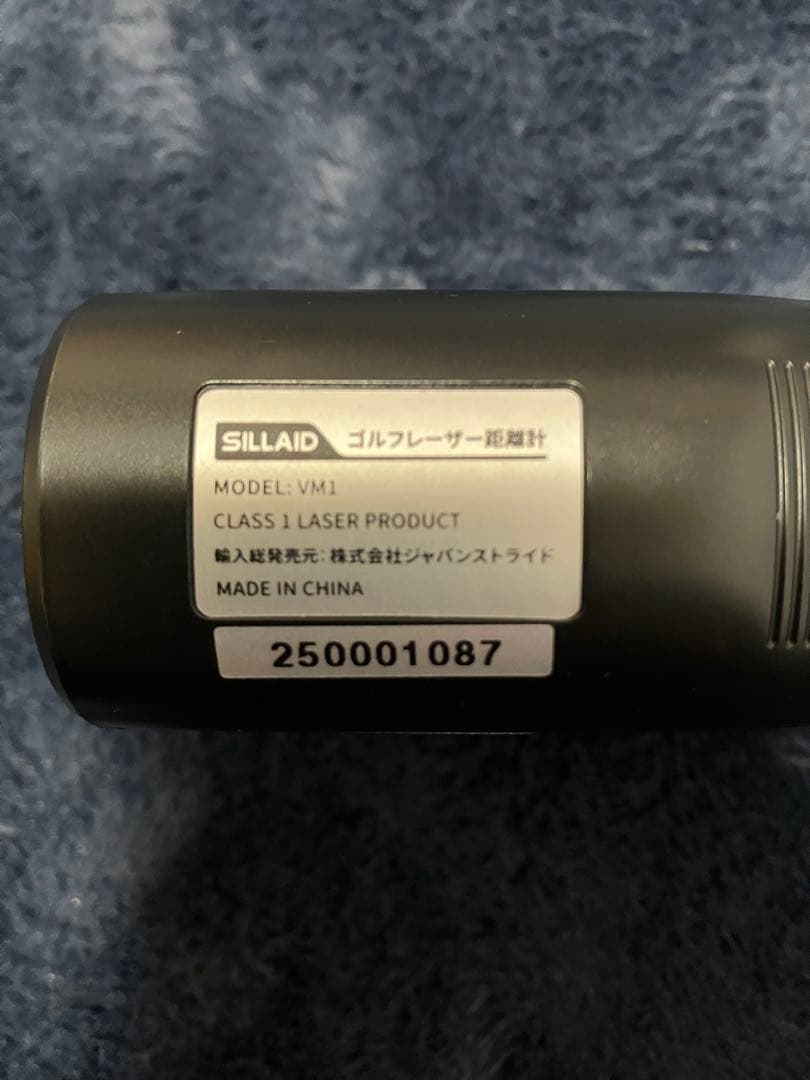 SILLAID ゴルフレーザー距離計
MODEL: VM1
CLASS 1 LASER PRODUCT
輸入総発売元: 株式会社ジャパンストライド
MADE IN CHINA
250001087